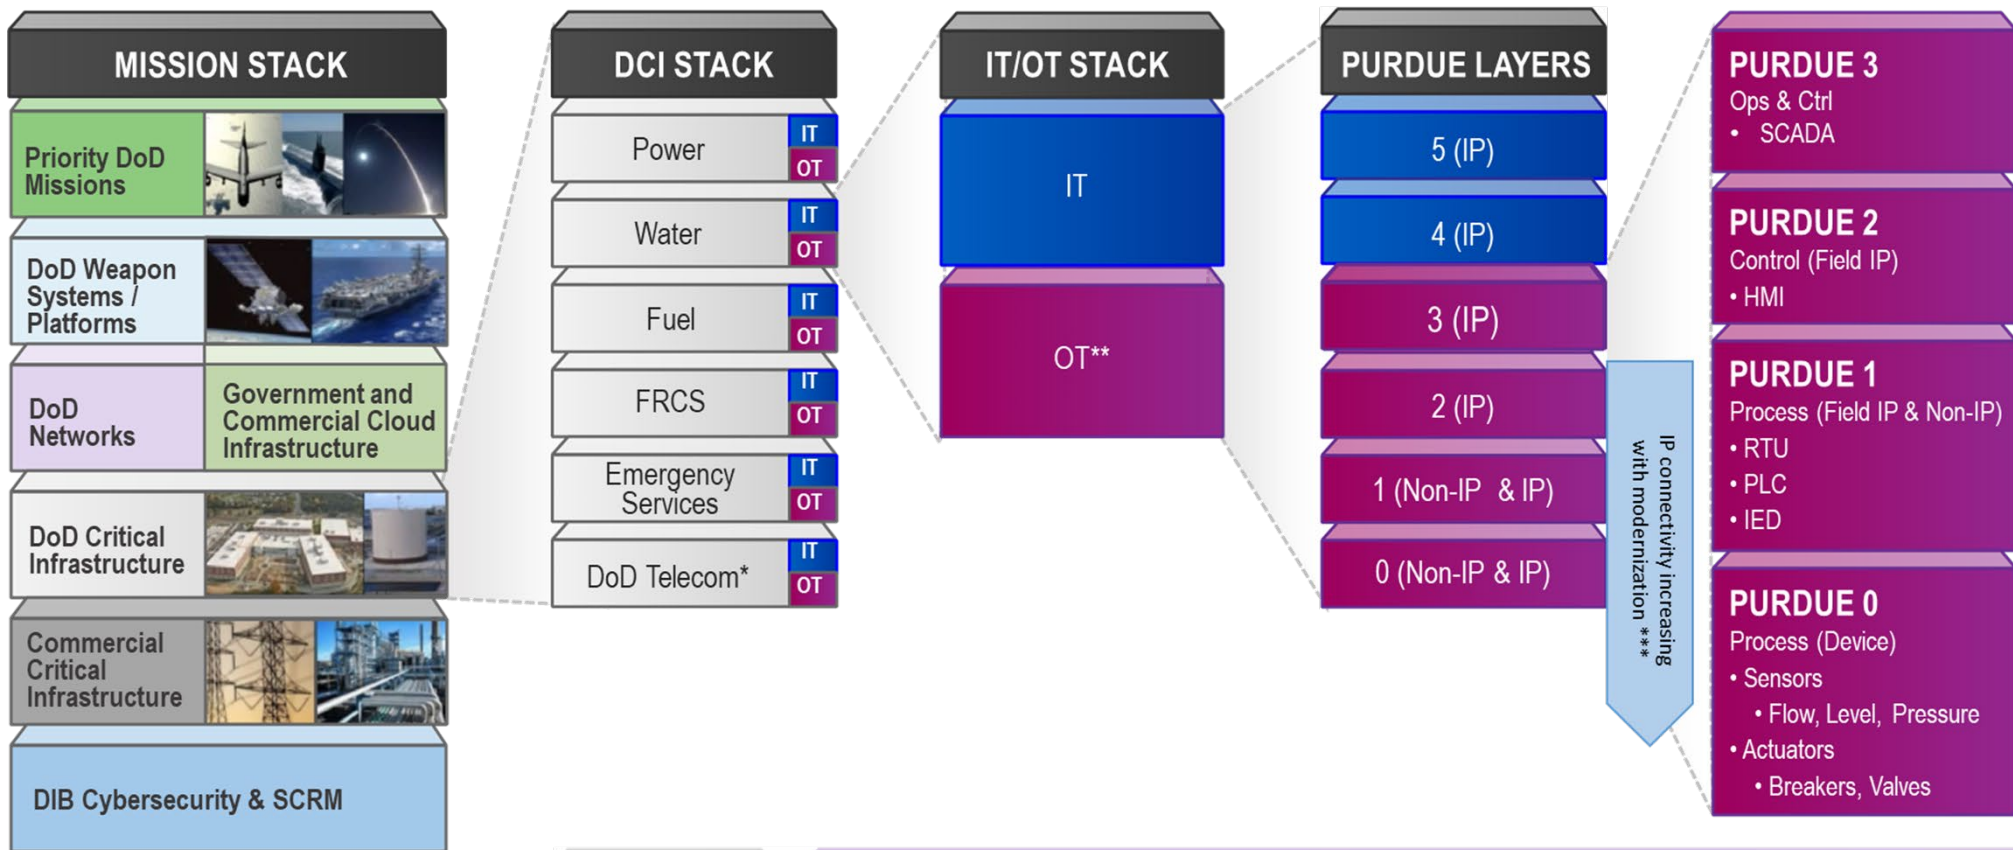 MISSION STACK
Priority DoD
Missions
DoD Weapon
Systems /
Platforms
DoD
Networks
Government and
Commercial Cloud
Infrastructure
DoD Critical
Infrastructure
Commercial
Critical
Infrastructure
DIB Cybersecurity & SCRM
DCI STACK
Power
IT
OT
Water
IT
OT
Fuel
IT
OT
FRCS
IT
OT
Emergency
Services
IT
OT
DoD Telecom*
IT
OT
IT/OT STACK
IT
OT**
PURDUE LAYERS
5 (IP)
4 (IP)
3 (IP)
2 (IP)
1 (Non-IP & IP)
0 (Non-IP & IP)
IP connectivity increasing
with modernization ***
PURDUE 3
Ops & Ctrl
• SCADA
PURDUE 2
Control (Field IP)
• HMI
PURDUE 1
Process (Field IP & Non-IP)
• RTU
• PLC
• IED
PURDUE 0
Process (Device)
• Sensors
• Flow, Level, Pressure
• Actuators
• Breakers, Valves